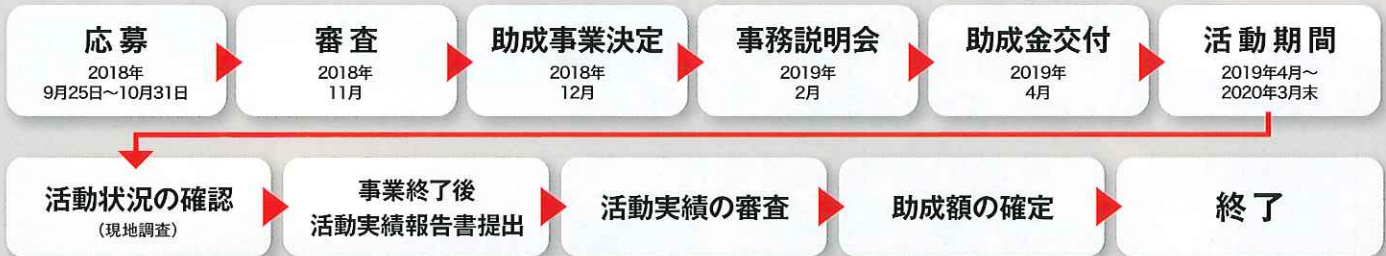 応募
2018年
9月25日～10月31日
審査
2018年
11月
助成事業決定
2018年
12月
事務説明会
2019年
2月
助成金交付
2019年
4月
活動期間
2019年4月～
2020年3月末
活動状況の確認
（現地調査）
事業終了後
活動実績報告書提出
活動実績の審査
助成額の確定
終了